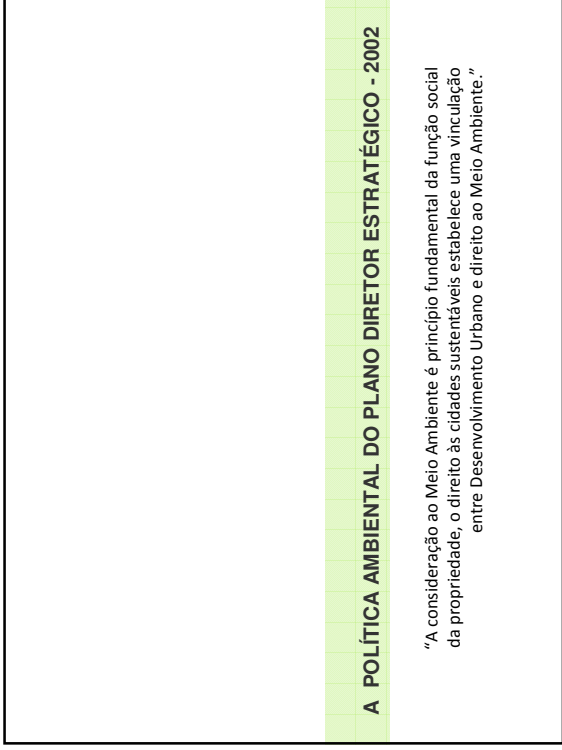 A POLÍTICA AMBIENTAL DO PLANO DIRETOR ESTRATÉGICO - 2002
“A consideração ao Meio Ambiente é princípio fundamental da função social
da propriedade, o direito às cidades sustentáveis estabelece uma vinculação
entre Desenvolvimento Urbano e direito ao Meio Ambiente.”